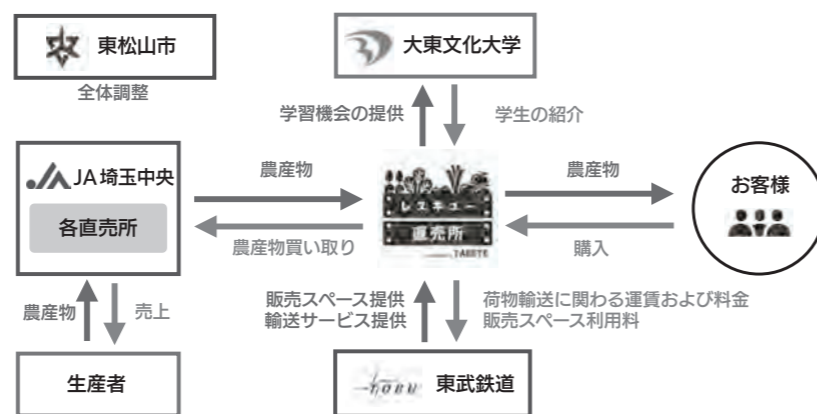 東松山市
全体調整
大東文化大学
学習機会の提供
学生の紹介
JA埼玉中央
各直売所
農産物
農産物買い取り
レスキュー
直売所
TABETE
農産物
購入
お客様
農産物
売上
生産者
販売スペース提供
輸送サービス提供
荷物輸送に関わる運賃および料金
販売スペース利用料
TOBU
東武鉄道